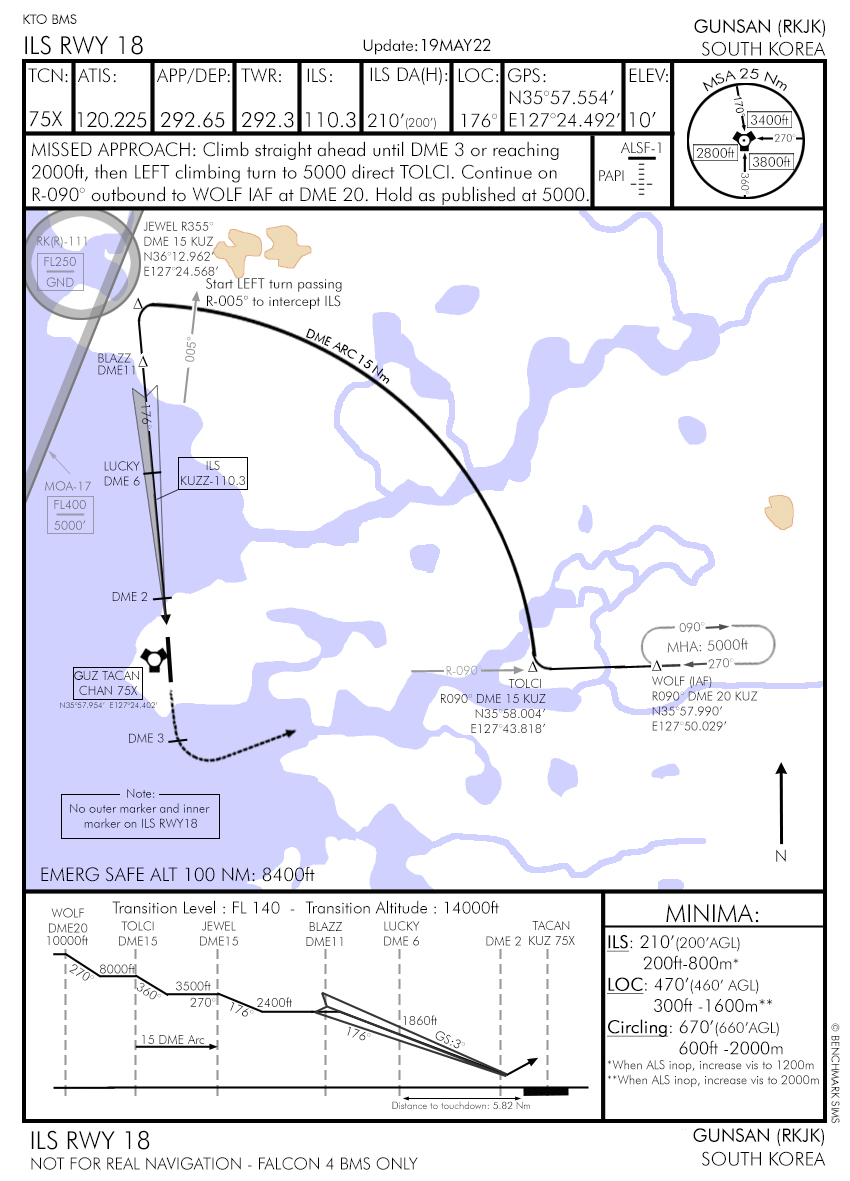 KTO BMS
ILS RWY 18
Update:19MAY22
GUNSAN (RKJK)
SOUTH KOREA
TCN:
75X
ATIS:
120.225
APP/DEP:
292.65
TWR:
292.3
ILS:
110.3
ILS DA(H):
210’(200’)
LOC:
176°
GPS:
N35°57.554’
E127°24.492’
ELEV:
10’
MSA 25 Nm
170°
3400ft
270°
2800ft
3800ft
360°
MISSED APPROACH: Climb straight ahead until DME 3 or reaching
2000ft, then LEFT climbing turn to 5000 direct TOLCI. Continue on
R-090° outbound to WOLF IAF at DME 20. Hold as published at 5000.
ALSF-1
PAPI
RK(R)-111
FL250
GND
JEWEL R355°
DME 15 KUZ
N36°12.962’
E127°24.568’
Start LEFT turn passing
R-005° to intercept ILS
005°
DME ARC 15 Nm
BLAZZ
DME11
176°
LUCKY
DME 6
ILS
KUZZ-110.3
MOA-17
FL400
5000’
DME 2
GUZ TACAN
CHAN 75X
N35°57.954’ E127°24.402’
DME 3
R-090
TOLCI
R090° DME 15 KUZ
N35°58.004’
E127°43.818’
090°
MHA: 5000ft
270°
WOLF (IAF)
R090° DME 20 KUZ
N35°57.990’
E127°50.029’
Note:
No outer marker and inner
marker on ILS RWY18
N
EMERG SAFE ALT 100 NM: 8400ft
Transition Level : FL 140 - Transition Altitude : 14000ft
WOLF
DME20
10000ft
TOLCI
DME15
JEWEL
DME15
BLAZZ
DME11
LUCKY
DME 6
DME 2
TACAN
KUZ 75X
270°
8000ft
360°
3500ft
270°
176°
2400ft
176°
1860ft
GS:3°
15 DME Arc
Distance to touchdown: 5.82 Nm
MINIMA:
ILS: 210’(200’AGL)
200ft-800m*
LOC: 470’(460’ AGL)
300ft -1600m**
Circling: 670’(660’AGL)
600ft -2000m
*When ALS inop, increase vis to 1200m
**When ALS inop, increase vis to 2000m
© BENCHMARK SIMS
ILS RWY 18
NOT FOR REAL NAVIGATION - FALCON 4 BMS ONLY
GUNSAN (RKJK)
SOUTH KOREA